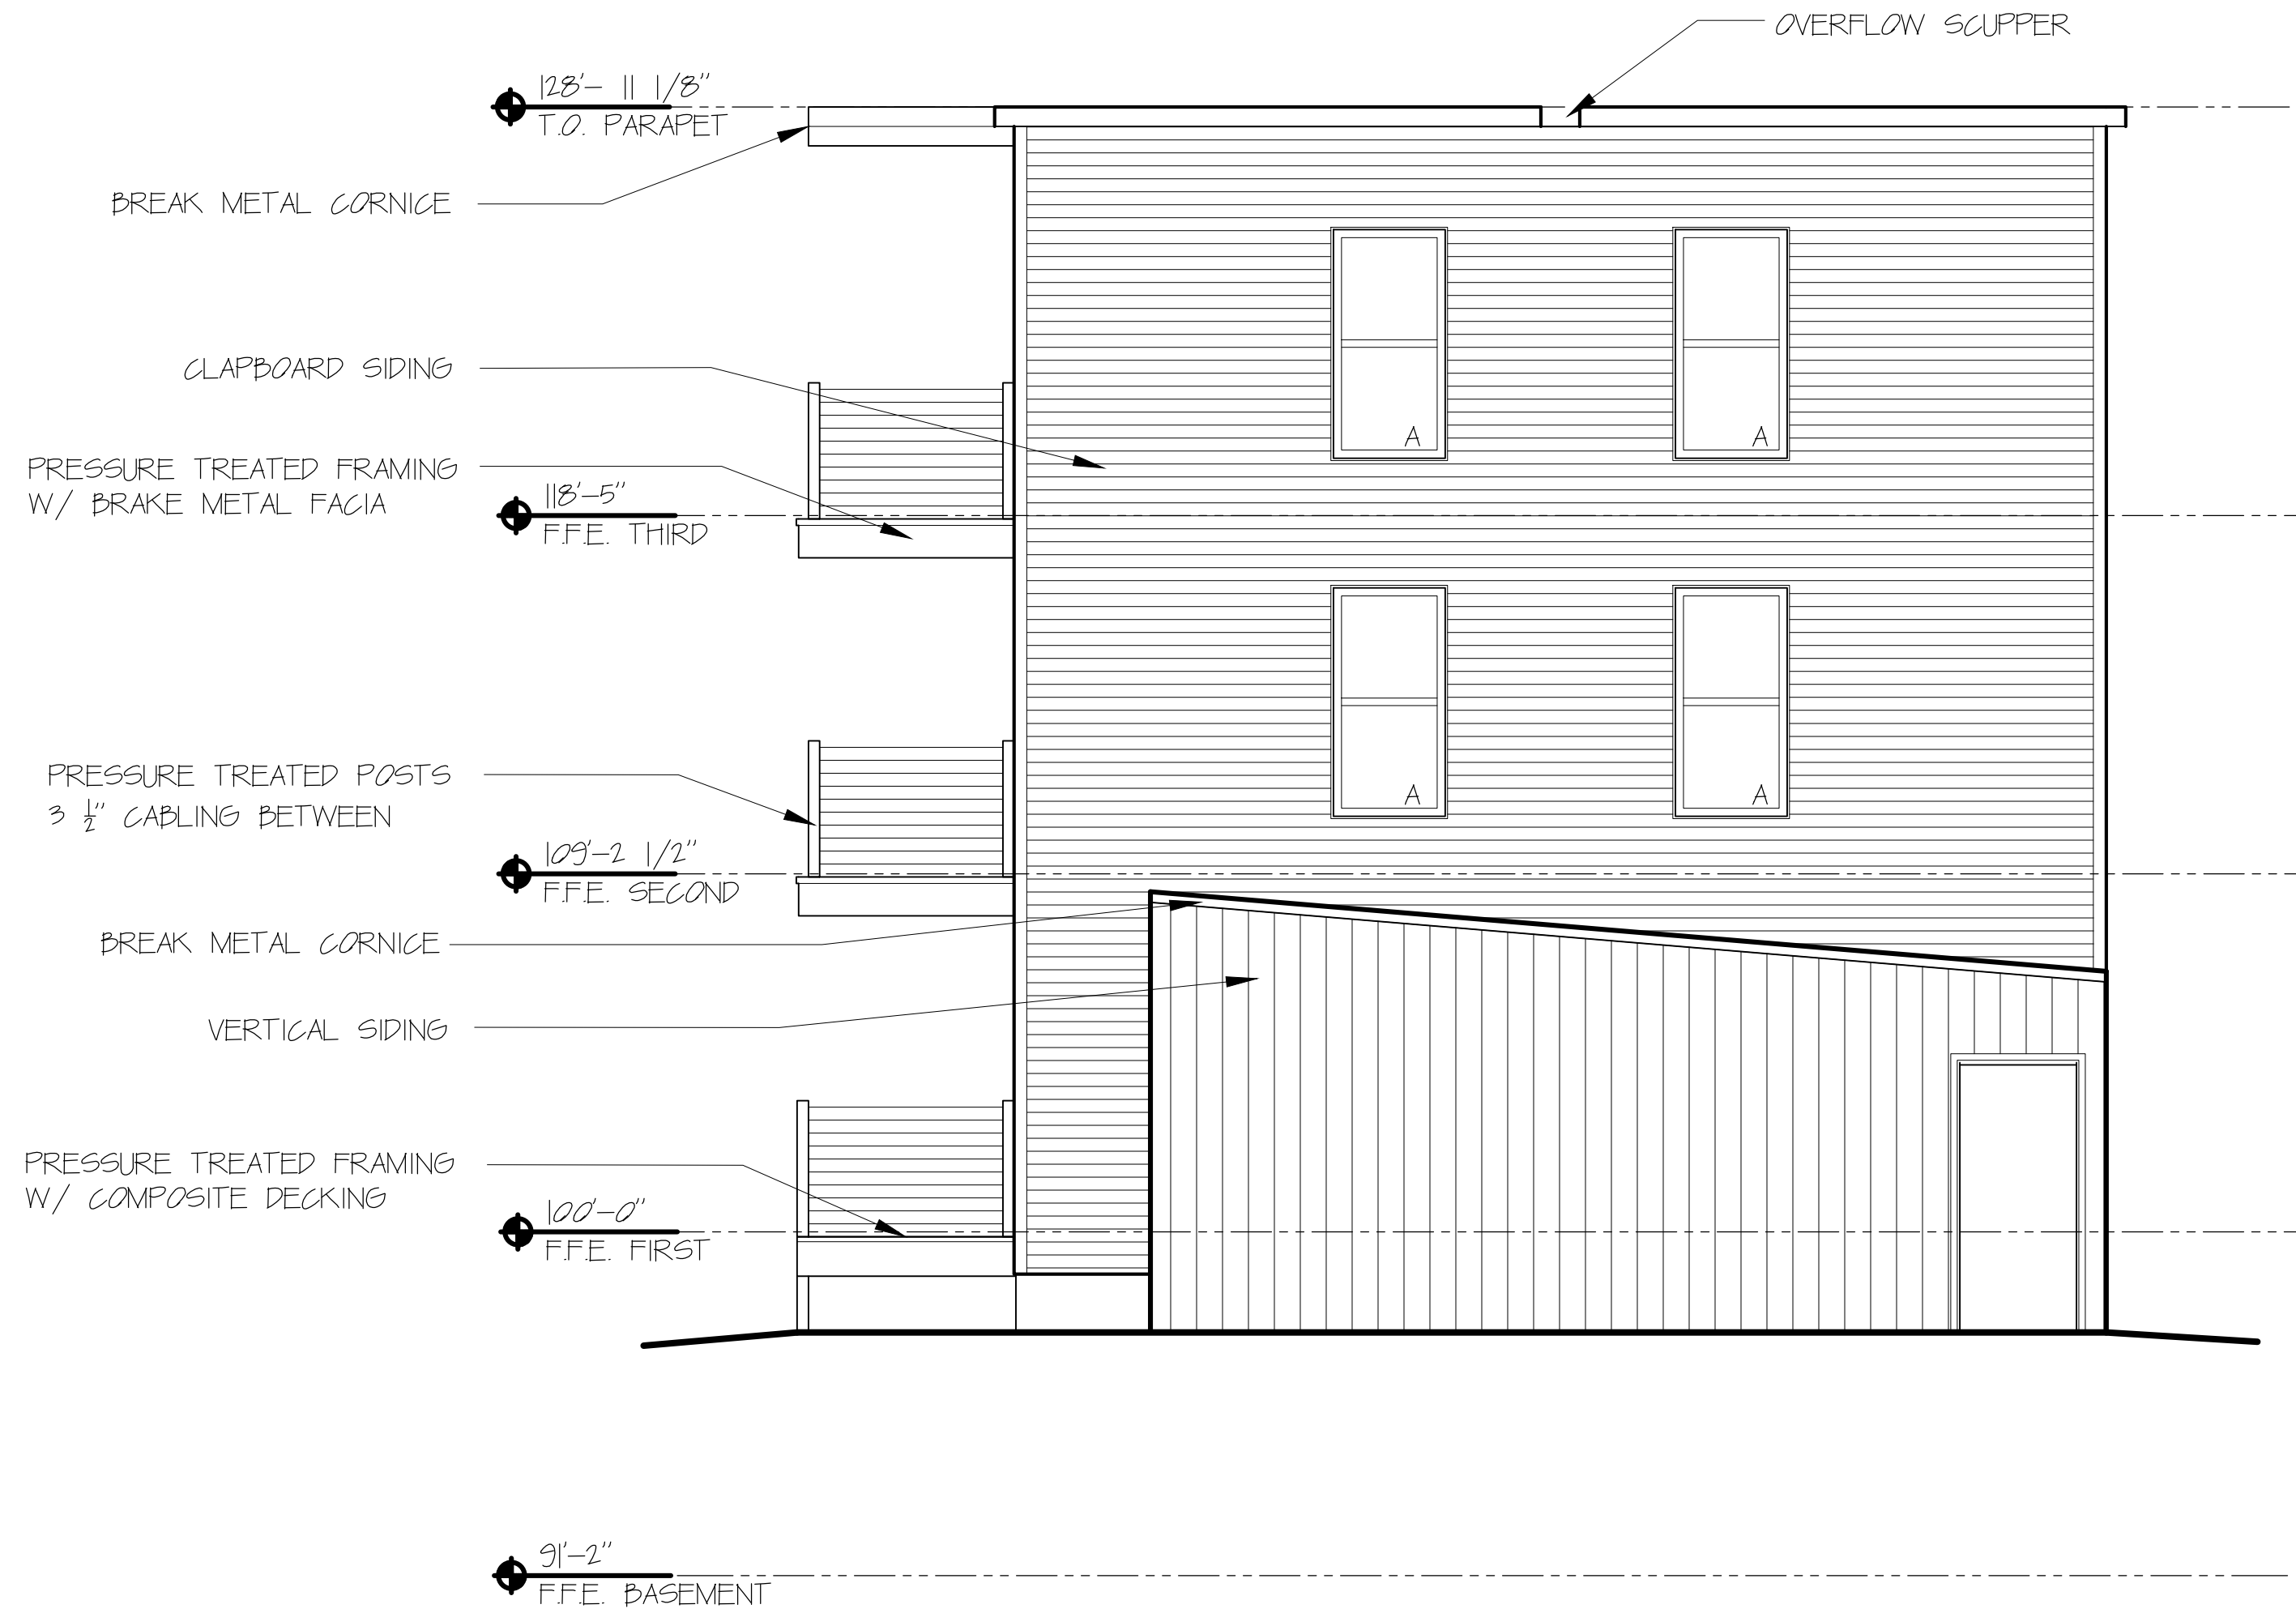 OVERFLOW SCUPPER
128'- 11 1/8"
T.O. PARAPET
BREAK METAL CORNICE
CLAPBOARD SIDING
A
A
PRESSURE TREATED FRAMING
W/ BRAKE METAL FACIA
118'-5"
F.F.E. THIRD
PRESSURE TREATED POSTS
3 1/2" CABLING BETWEEN
A
A
109'-2 1/2"
F.F.E. SECOND
BREAK METAL CORNICE
VERTICAL SIDING
PRESSURE TREATED FRAMING
W/ COMPOSITE DECKING
100'-0"
F.F.E. FIRST
91'-2"
F.F.E. BASEMENT